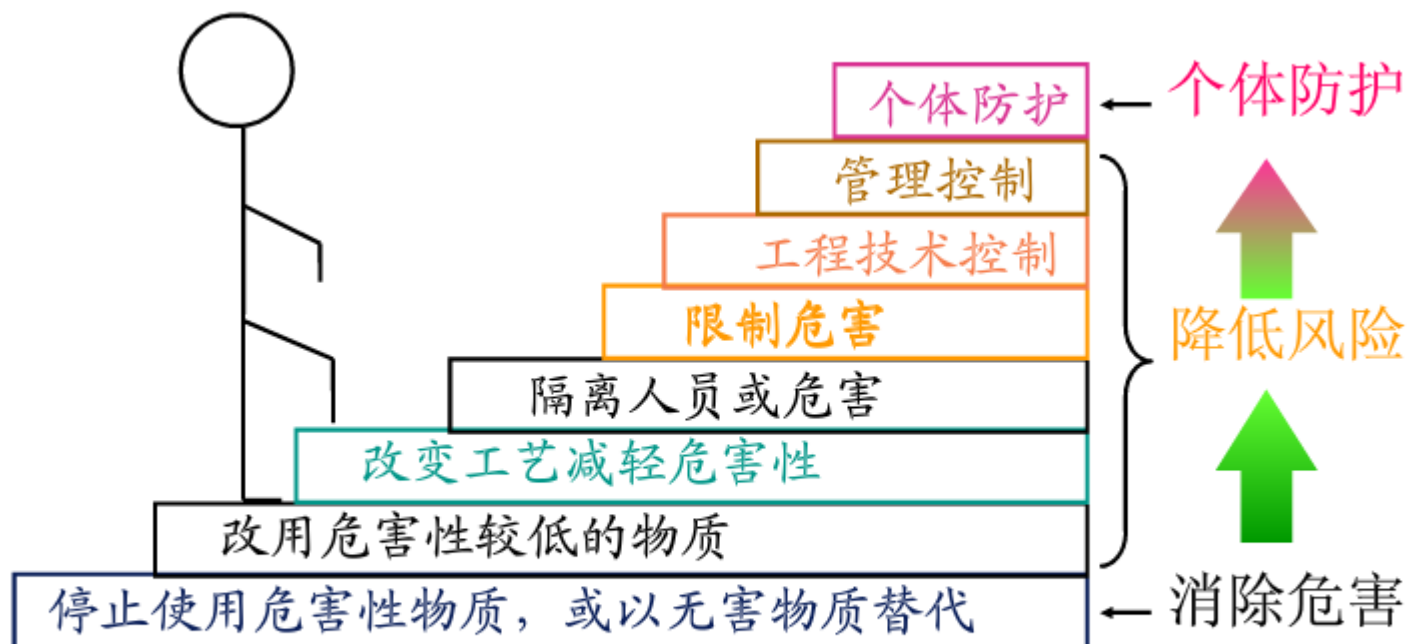 个体防护
个体防护
管理控制
工程技术控制
限制危害
降低风险
隔离人员或危害
改变工艺减轻危害性
改用危害性较低的物质
停止使用危害性物质，或以无害物质替代
消除危害